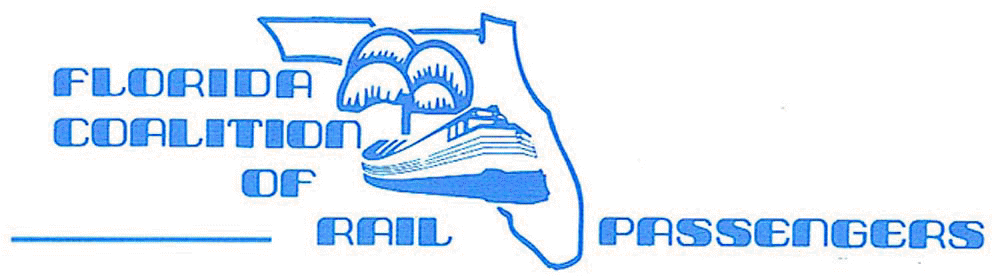 FLORIDA
COALITION
OF
RAIL PASSENGERS